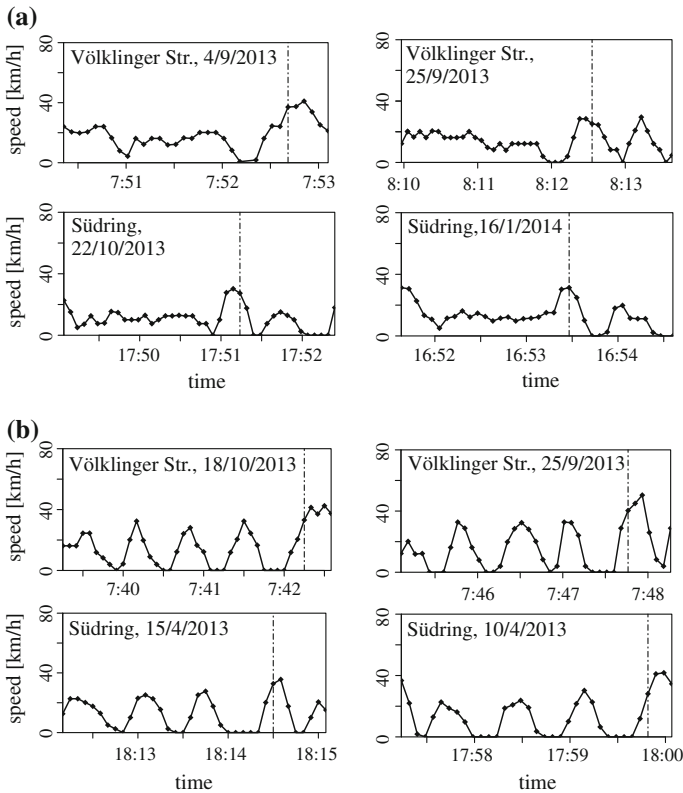 (a)
Völklinger Str., 4/9/2013
speed [km/h]
0 40 80
7:51 7:52 7:53
Völklinger Str.,
25/9/2013
0 40 80
8:10 8:11 8:12 8:13
Südring,
22/10/2013
speed [km/h]
0 40 80
17:50 17:51 17:52
time
Südring,16/1/2014
0 40 80
16:52 16:53 16:54
time
(b)
Völklinger Str., 18/10/2013
speed [km/h]
0 40 80
7:40 7:41 7:42
Völklinger Str., 25/9/2013
0 40 80
7:46 7:47 7:48
Südring, 15/4/2013
speed [km/h]
0 40 80
18:13 18:14 18:15
time
Südring, 10/4/2013
0 40 80
17:58 17:59 18:00
time